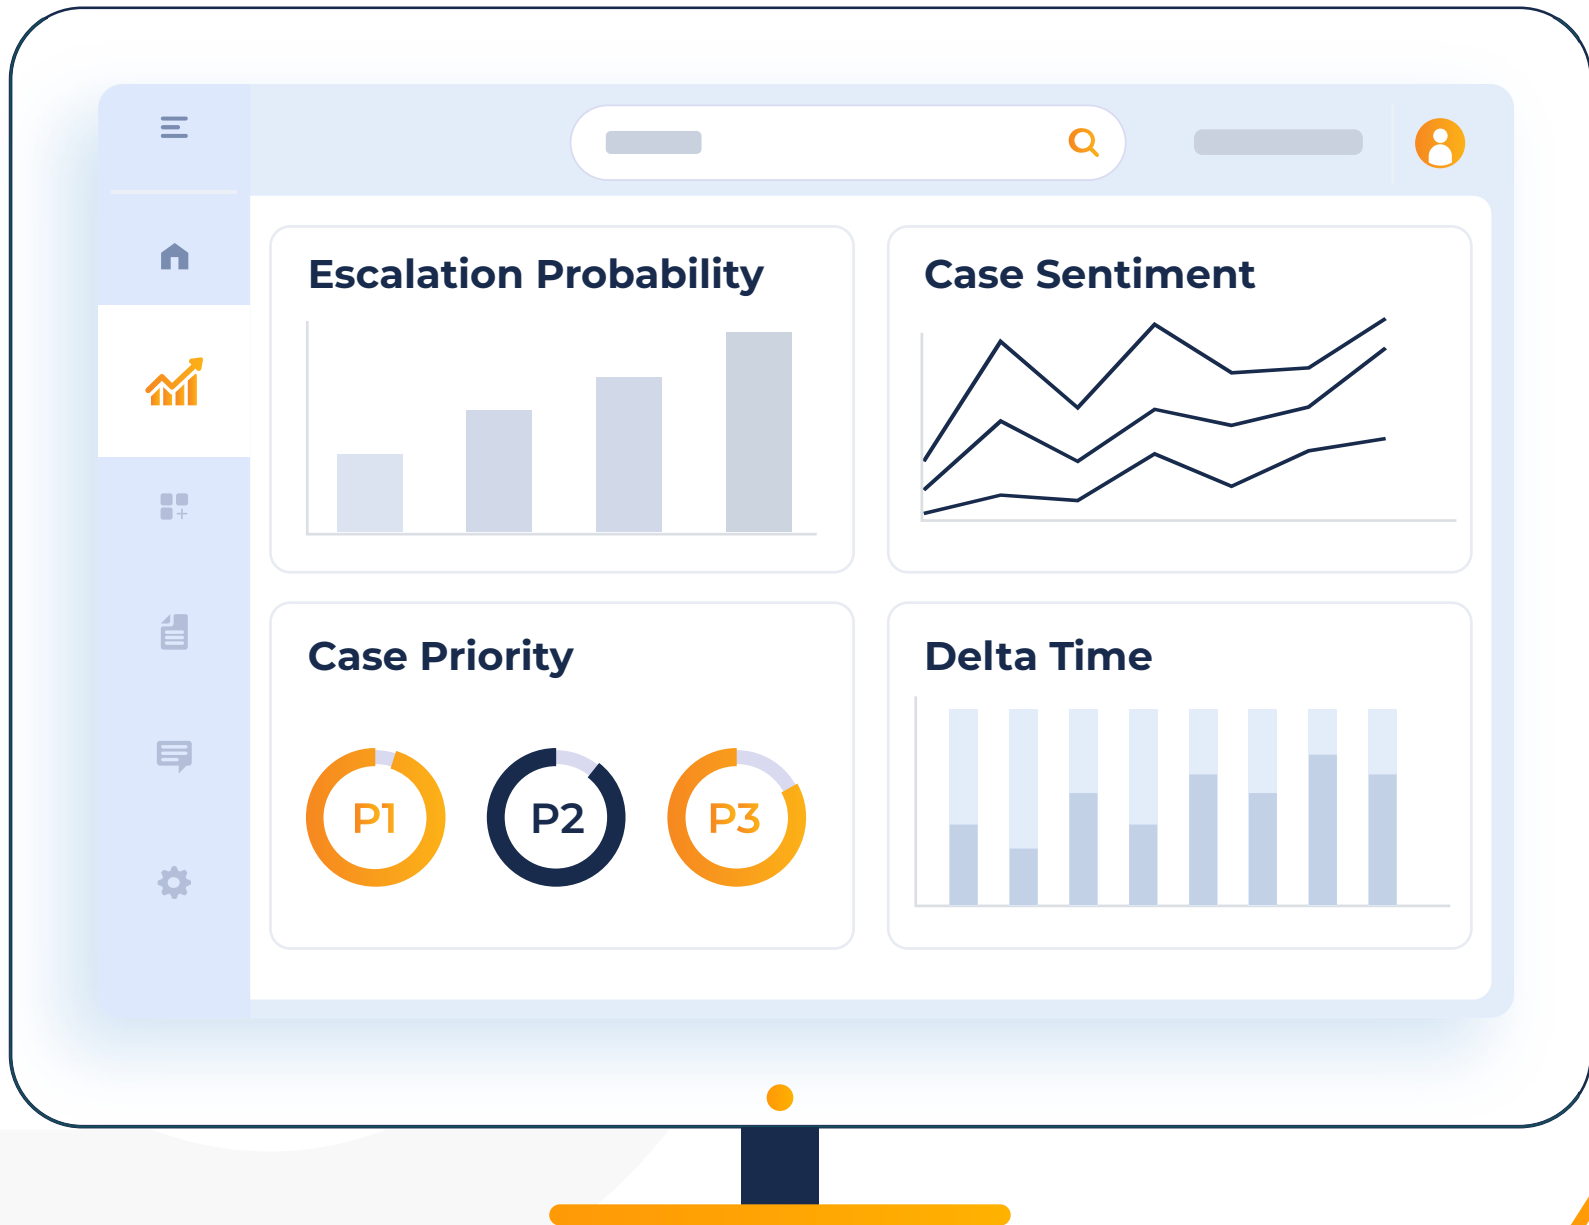 Escalation Probability
Case Sentiment
Case Priority
P1
P2
P3
Delta Time